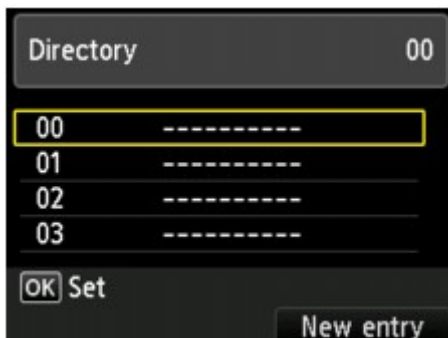 Directory 00
00 ----------
01 ----------
02 ----------
03 ----------
OK Set
New entry